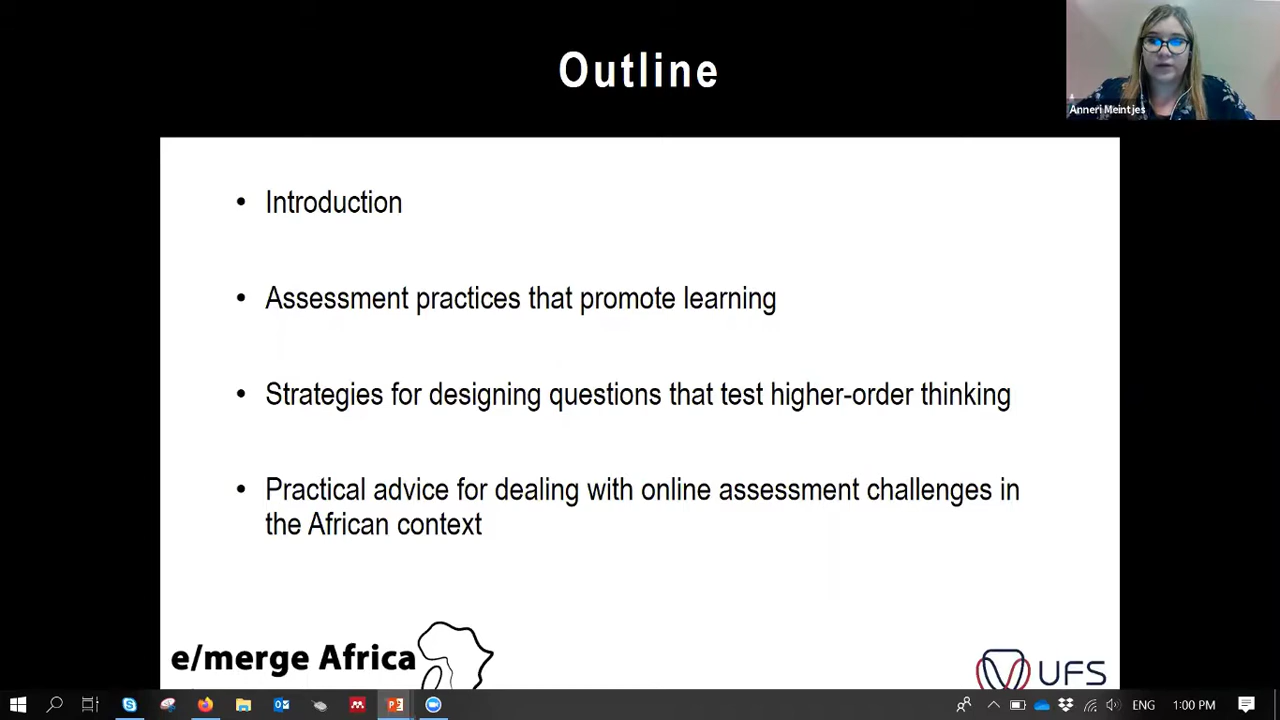 Outline
Anneri Meintjes
• Introduction
• Assessment practices that promote learning
• Strategies for designing questions that test higher-order thinking
• Practical advice for dealing with online assessment challenges in
the African context
e/merge Africa
UFS
ENG
1:00 PM